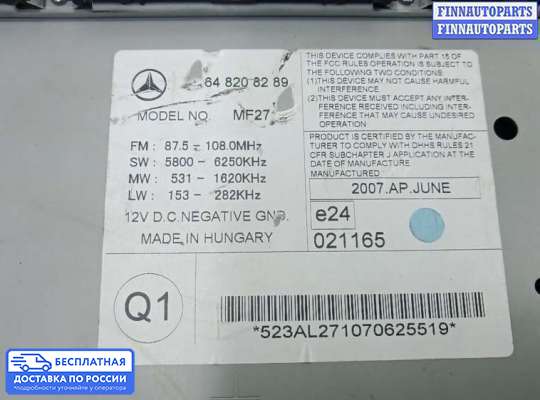 FINNAUTOPARTS
FINNAUTOPARTS
64 820 82 89
MODEL NO. MF27
FM : 87.5 - 108.0MHz
SW : 5800 - 6250KHz
MW : 531 - 1620KHz
LW : 153 - 282KHz
12V D.C. NEGATIVE GND.
MADE IN HUNGARY
THIS DEVICE COMPLIES WITH PART 15 OF
THE FCC RULES OPERATION IS SUBJECT TO
THE FOLLOWING TWO CONDITIONS:
(1)THIS DEVICE MAY NOT CAUSE HARMFUL
INTERFERENCE.
(2)THIS DEVICE MUST ACCEPT ANY INTER-
FERENCE RECEIVED INCLUDING INTER-
FERENCE THAT MAY CAUSE
UNDESIRED OPERATION.
PRODUCT IS CERTIFIED BY THE MANUFAC-
TURER TO COMPLY WITH DHHS RULES 21
CFR SUBCHAPTER J APPLICATION AT THE
DATE OF MANUFACTURE.
2007.AP.JUNE
e24
021165
Q1
*523AL271070625519*
БЕСПЛАТНАЯ
ДОСТАВКА ПО РОССИИ
подробности уточняйте у оператора